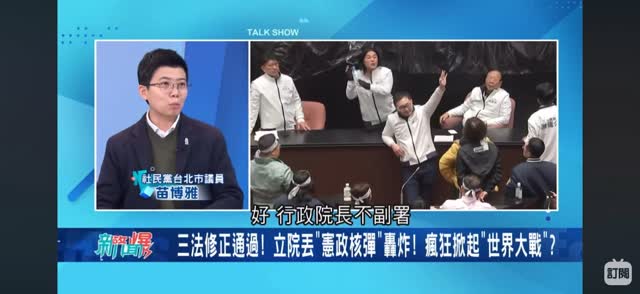 TALK SHOW
社民黨台北市議員
苗博雅
好 行政院長不副署
新聞爆
三法修正通過! 立院丟"憲政核彈"轟炸! 瘋狂掀起"世界大戰"?
訂閱